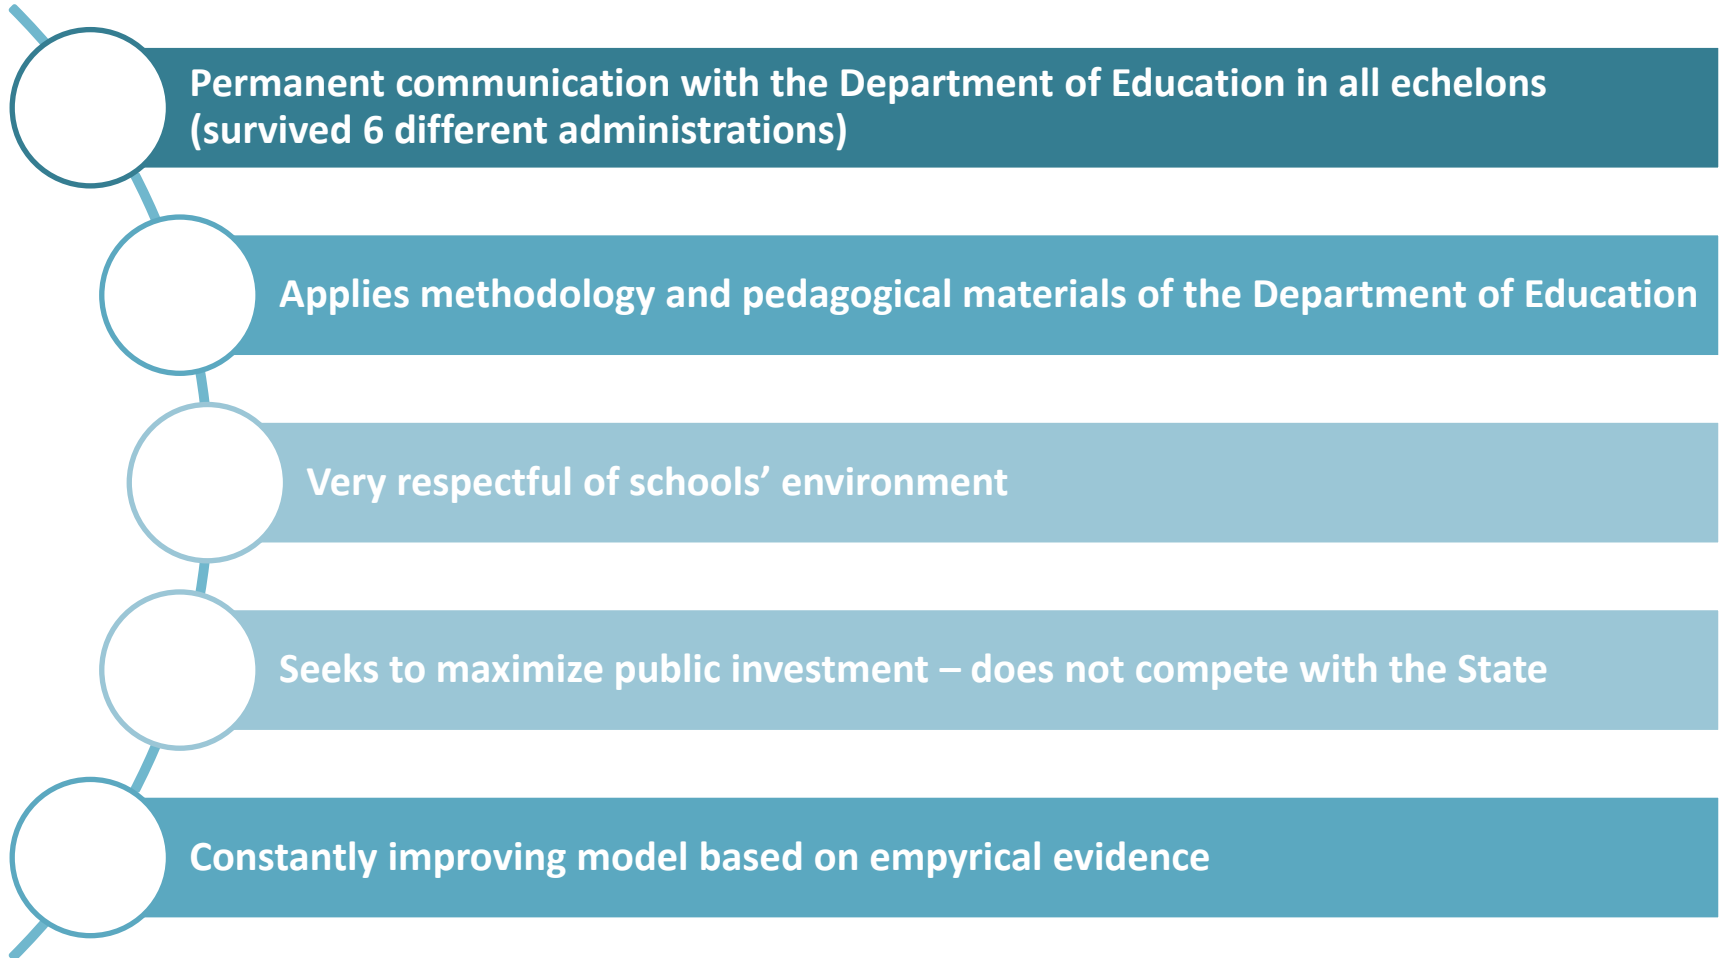 Permanent communication with the Department of Education in all echelons
(survived 6 different administrations)
Applies methodology and pedagogical materials of the Department of Education
Very respectful of schools’ environment
Seeks to maximize public investment – does not compete with the State
Constantly improving model based on empyrical evidence